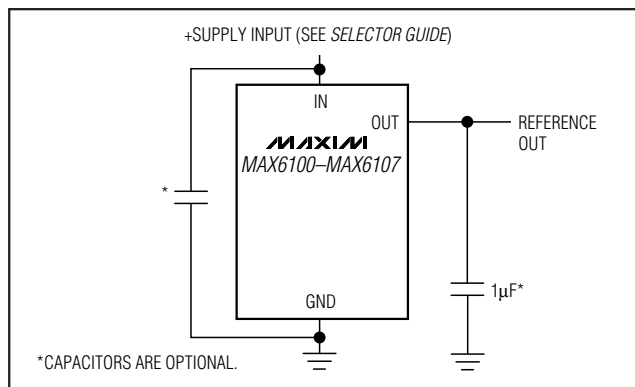 +SUPPLY INPUT (SEE SELECTOR GUIDE)
IN
OUT
REFERENCE
OUT
MAXIM
MAX6100–MAX6107
*
1µF*
GND
*CAPACITORS ARE OPTIONAL.